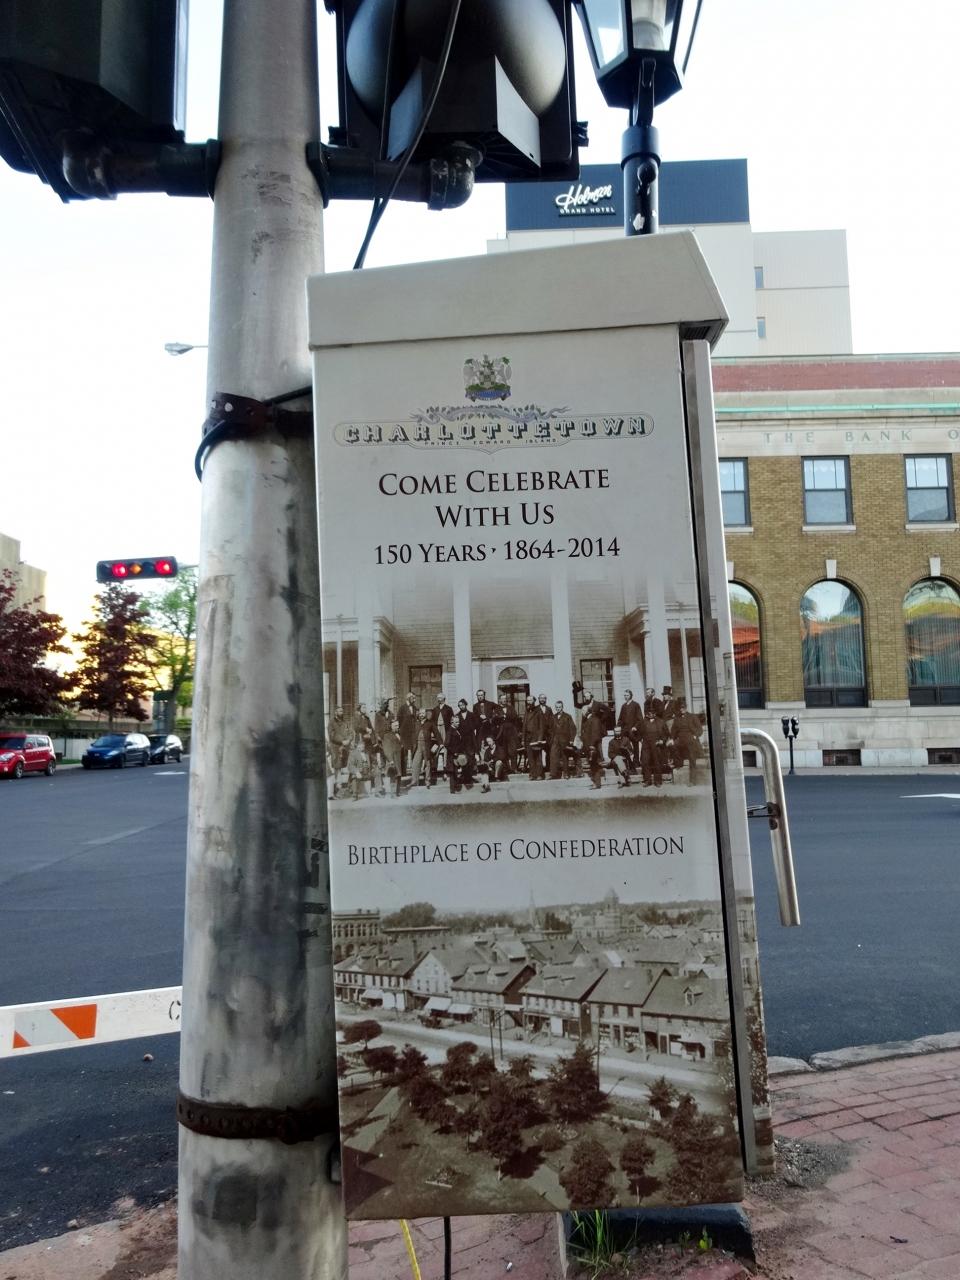 Holman
GRAND HOTEL
CHARLOTTETOWN
PRINCE EDWARD ISLAND
COME CELEBRATE
WITH US
150 YEARS · 1864-2014
THE BANK O
BIRTHPLACE OF CONFEDERATION